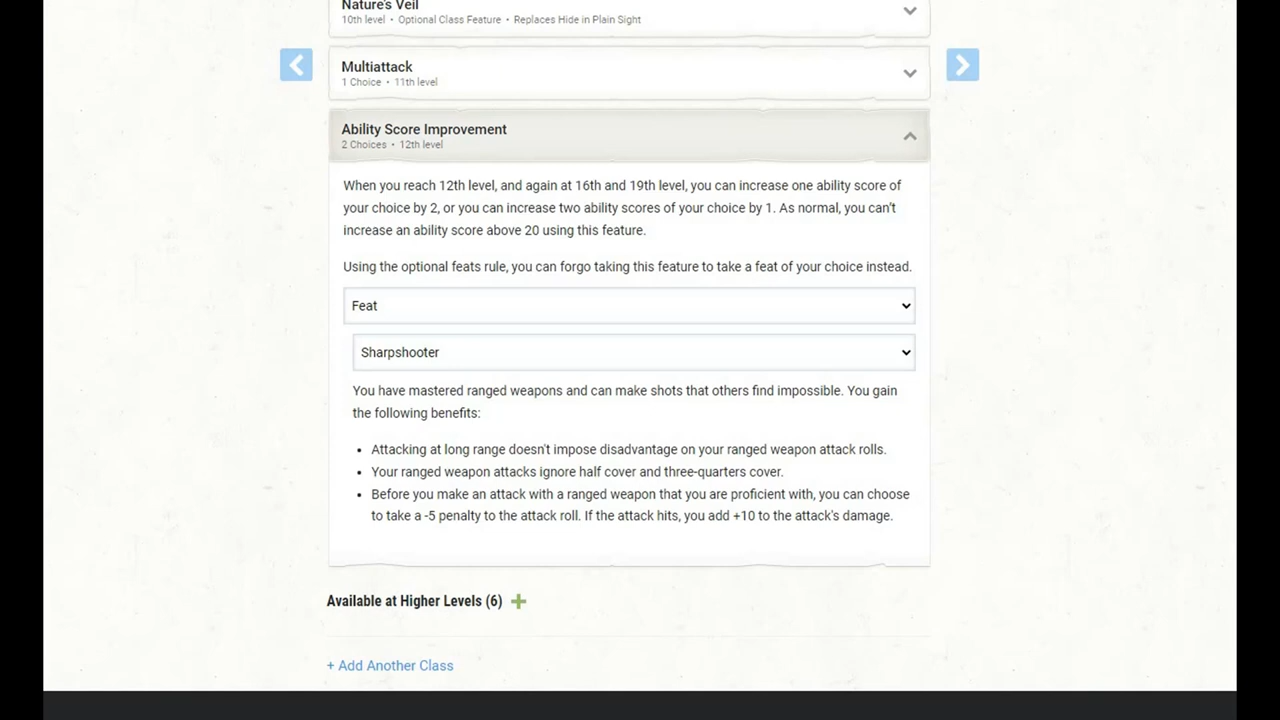 Nature's Veil
10th level • Optional Class Feature • Replaces Hide in Plain Sight
Multiattack
1 Choice • 11th level
Ability Score Improvement
2 Choices • 12th level
When you reach 12th level, and again at 16th and 19th level, you can increase one ability score of
your choice by 2, or you can increase two ability scores of your choice by 1. As normal, you can't
increase an ability score above 20 using this feature.
Using the optional feats rule, you can forgo taking this feature to take a feat of your choice instead.
Feat
Sharpshooter
You have mastered ranged weapons and can make shots that others find impossible. You gain
the following benefits:
• Attacking at long range doesn't impose disadvantage on your ranged weapon attack rolls.
• Your ranged weapon attacks ignore half cover and three-quarters cover.
• Before you make an attack with a ranged weapon that you are proficient with, you can choose
to take a -5 penalty to the attack roll. If the attack hits, you add +10 to the attack's damage.
Available at Higher Levels (6)
+ Add Another Class